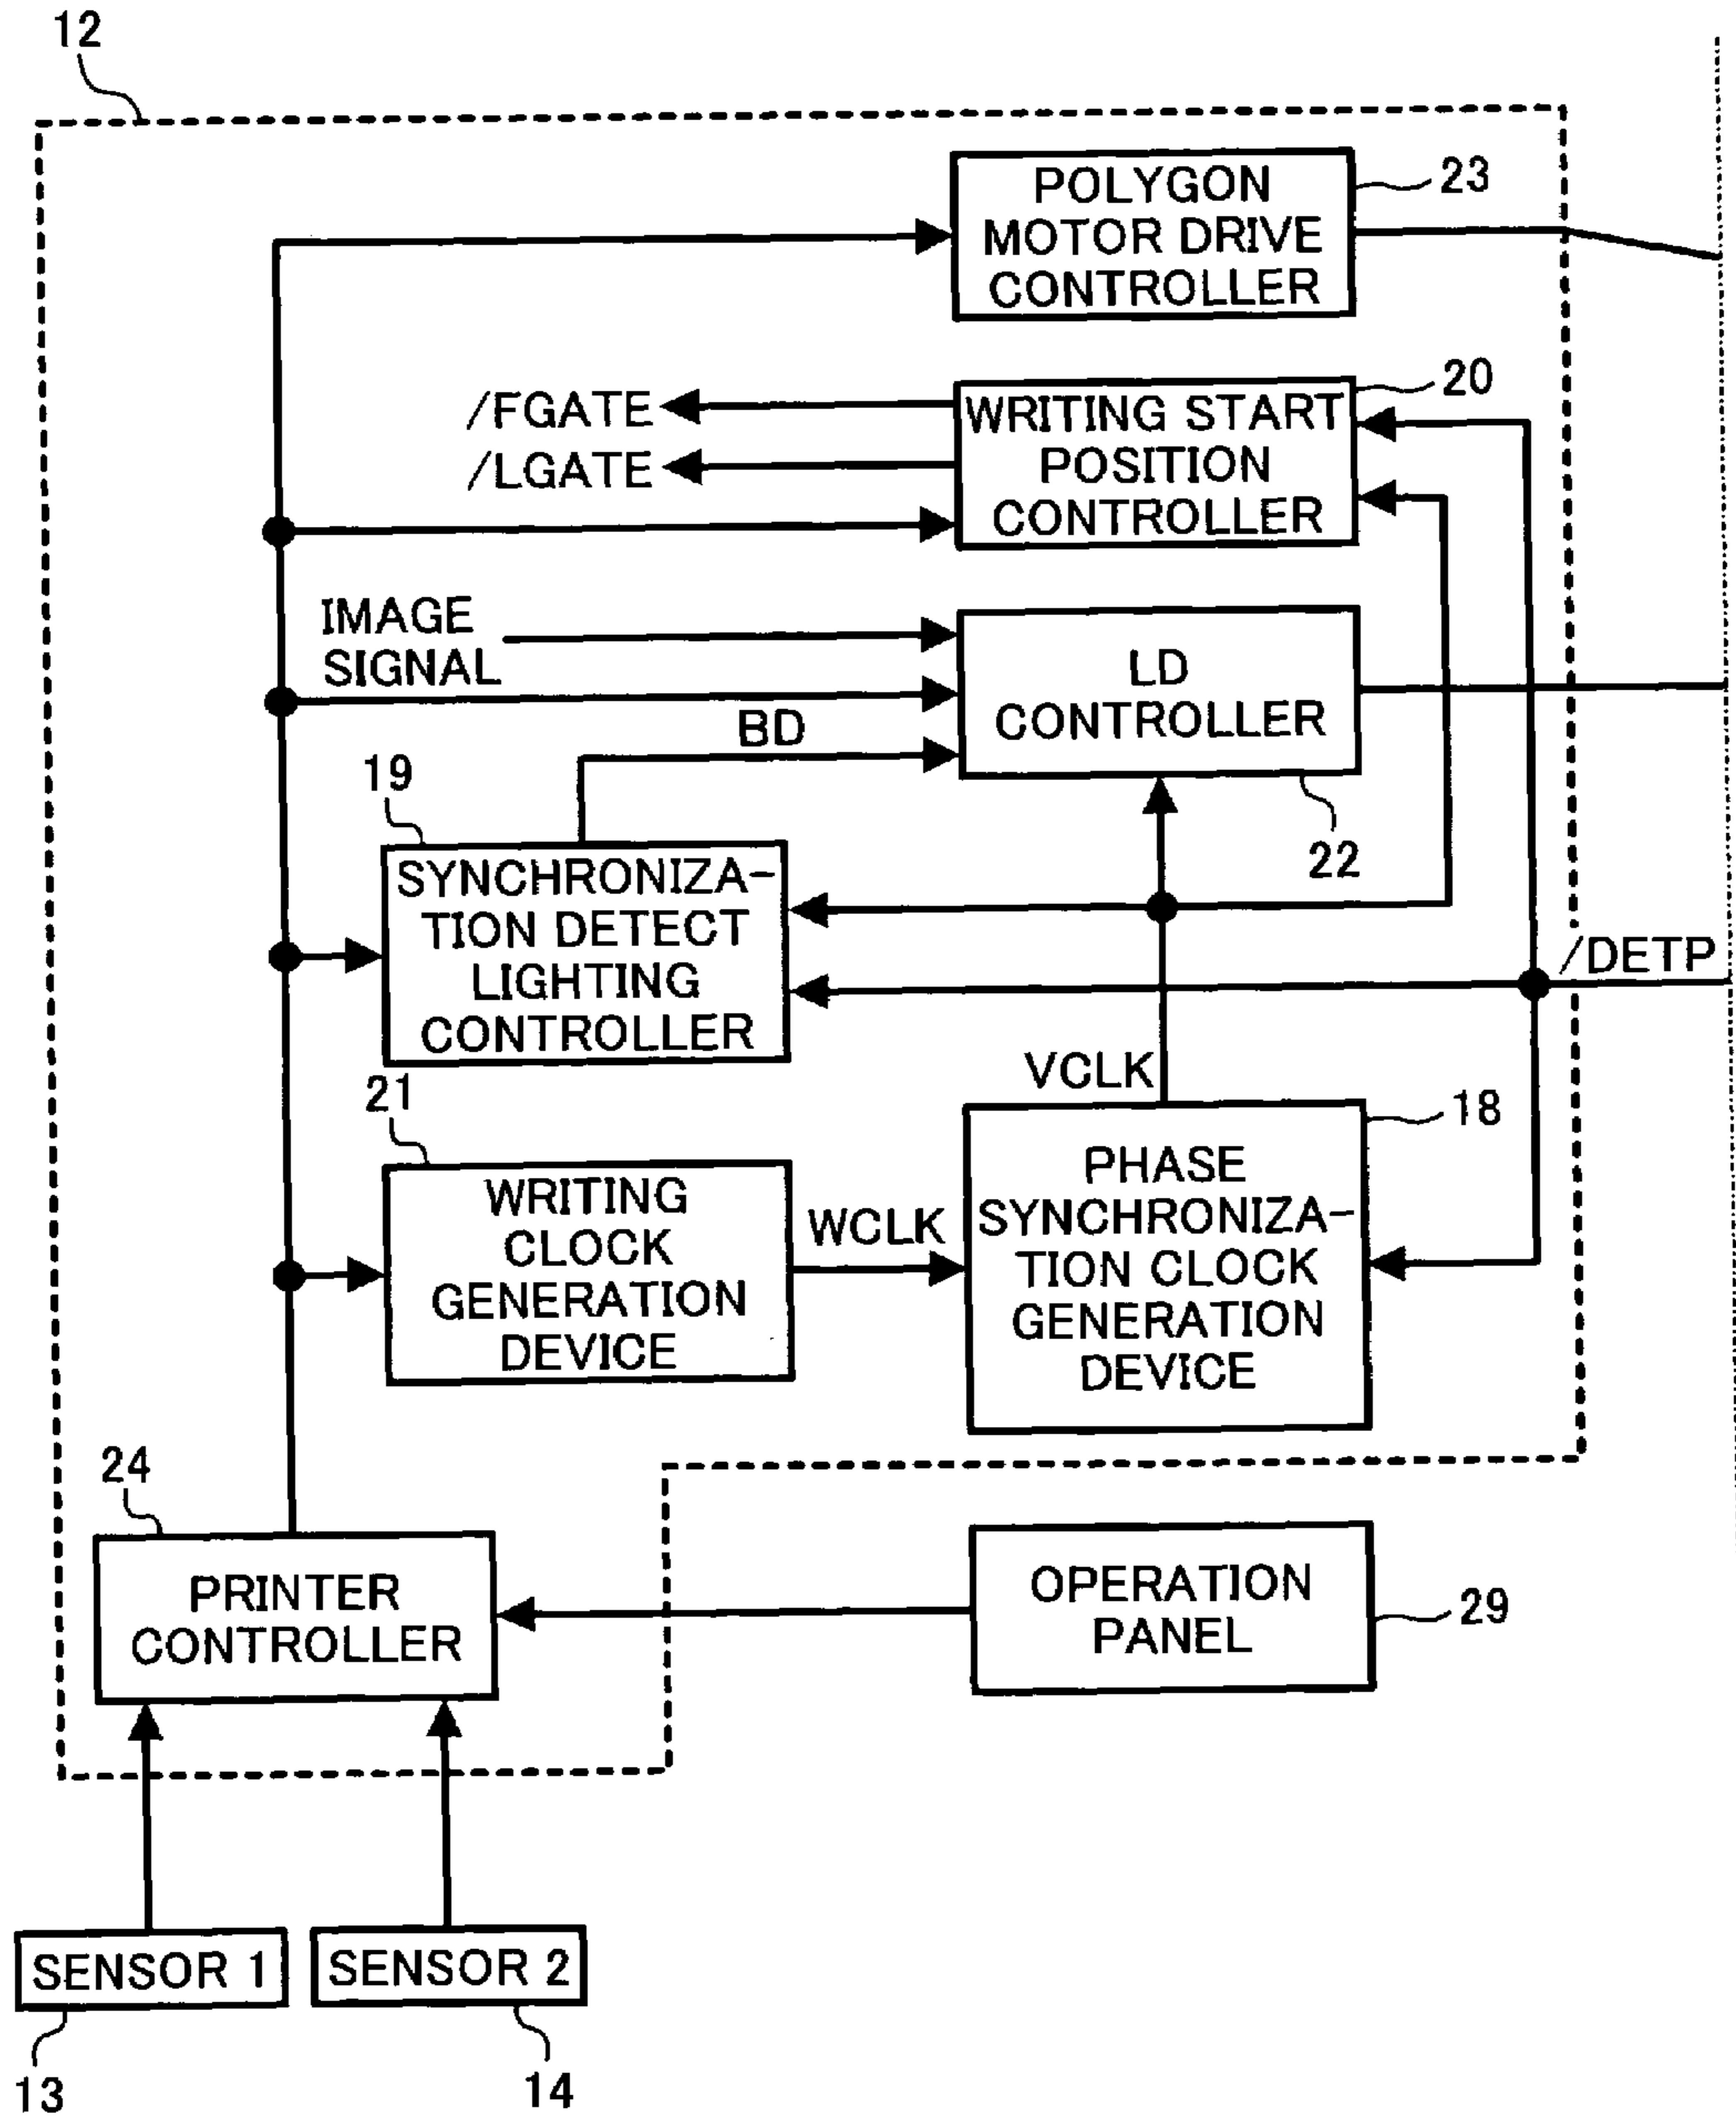 12
POLYGON
MOTOR DRIVE
CONTROLLER
23
/FGATE
/LGATE
WRITING START
POSITION
CONTROLLER
20
IMAGE
SIGNAL
LD
CONTROLLER
22
BD
19
SYNCHRONIZA-
TION DETECT
LIGHTING
CONTROLLER
/DETP
VCLK
21
WRITING
CLOCK
GENERATION
DEVICE
WCLK
PHASE
SYNCHRONIZA-
TION CLOCK
GENERATION
DEVICE
18
24
PRINTER
CONTROLLER
OPERATION
PANEL
29
SENSOR 1
SENSOR 2
13
14